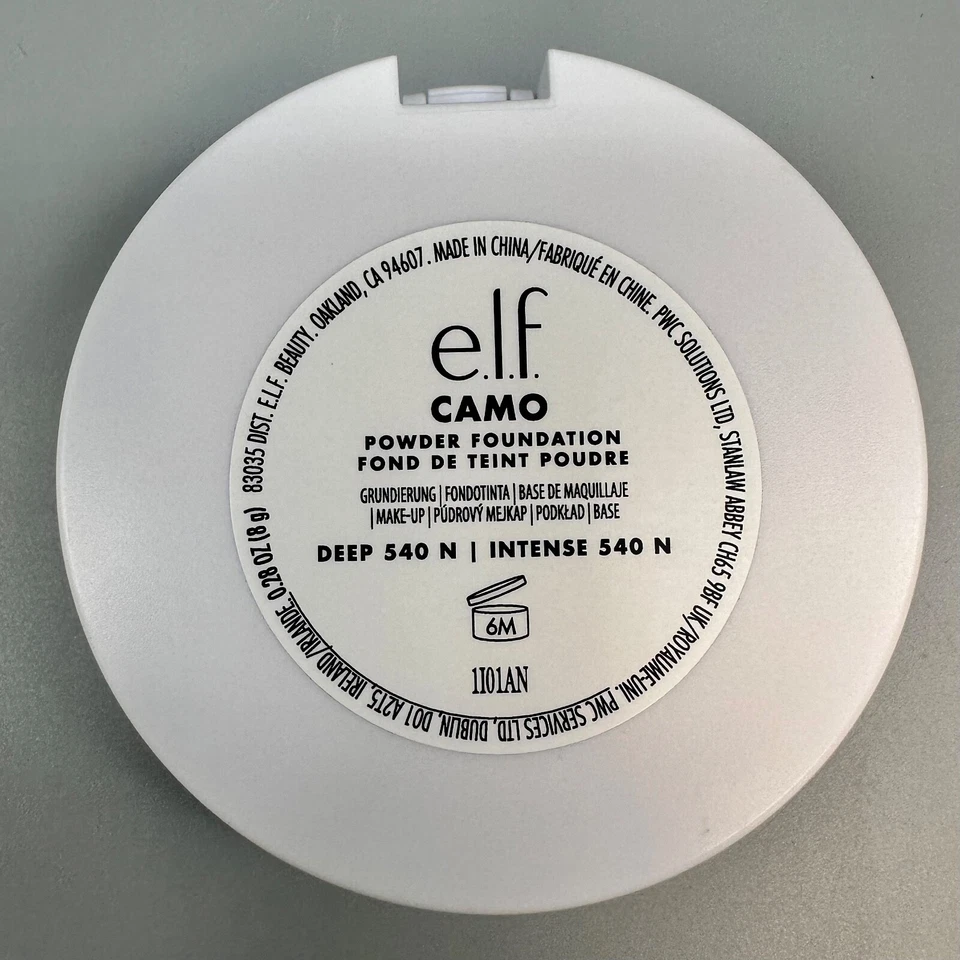 e.l.f.
CAMO
POWDER FOUNDATION
FOND DE TEINT POUDRE
GRUNDIERUNG | FONDOTINTA | BASE DE MAQUILLAJE
| MAKE-UP | PÚDROVÝ MEJKAP | PODKŁAD | BASE
DEEP 540 N | INTENSE 540 N
6M
1I01AN
83035 DIST. E.L.F. BEAUTY. OAKLAND, CA 94607. MADE IN CHINA/FABRIQUÉ EN CHINE. PWC SOLUTIONS LTD, STANLAW ABBEY CH65 9BF UK/ROYAUME-UNI. PWC SERVICES LTD, DUBLIN, D01 A2T5, IRELAND/IRLANDE. 0.28 OZ (8 g)